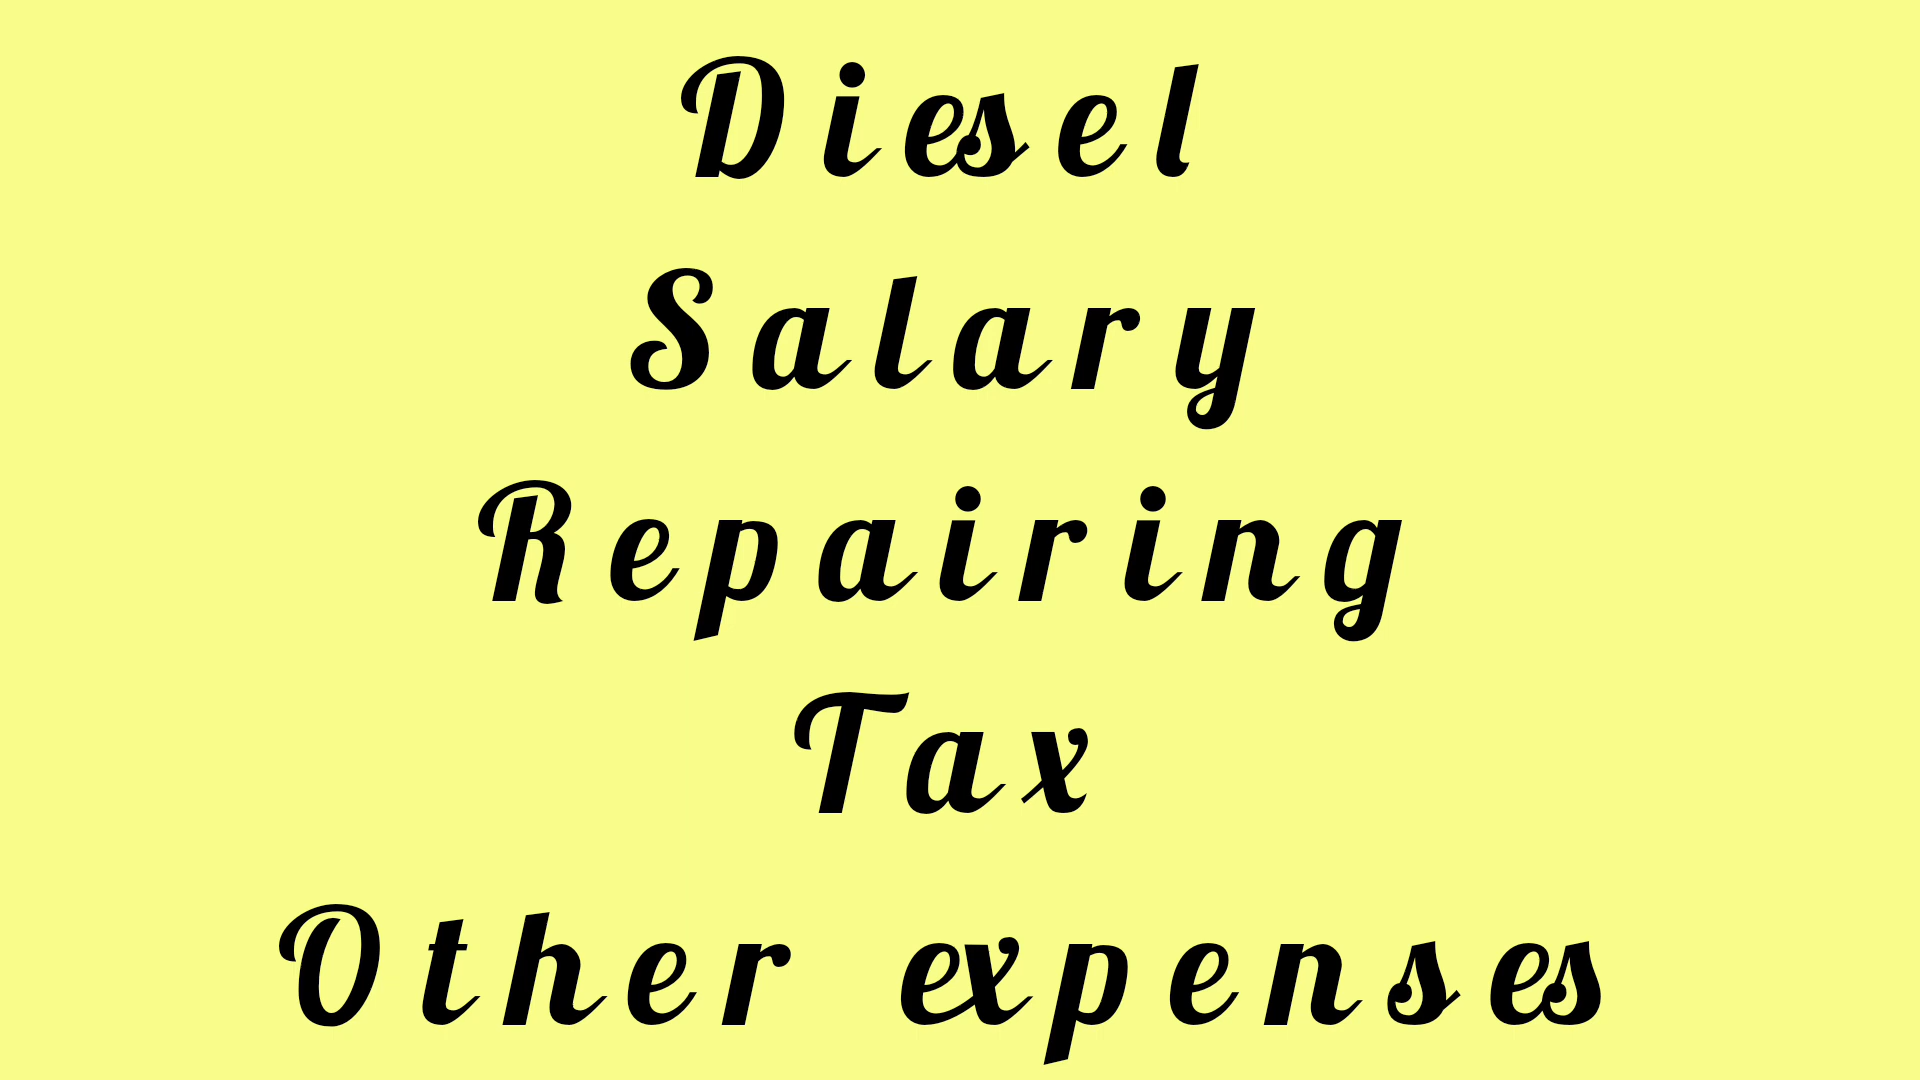 Diesel
Salary
Repairing
Tax
Other expenses